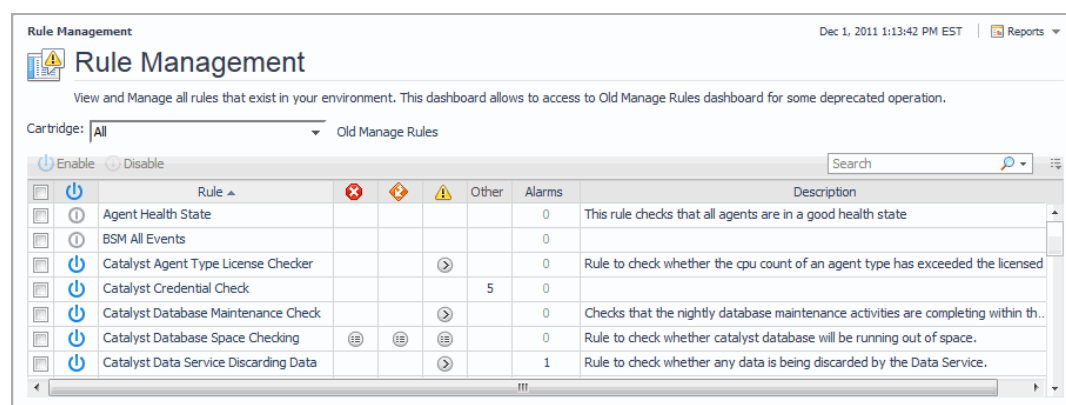 Rule Management
Dec 1, 2011 1:13:42 PM EST Reports
Rule Management
View and Manage all rules that exist in your environment. This dashboard allows to access to Old Manage Rules dashboard for some deprecated operation.
Cartridge: All Old Manage Rules
Enable Disable Search
Rule Other Alarms Description
Agent Health State 0 This rule checks that all agents are in a good health state
BSM All Events 0
Catalyst Agent Type License Checker 0 Rule to check whether the cpu count of an agent type has exceeded the licensed
Catalyst Credential Check 5 0
Catalyst Database Maintenance Check 0 Checks that the nightly database maintenance activities are completing within th..
Catalyst Database Space Checking 0 Rule to check whether catalyst database will be running out of space.
Catalyst Data Service Discarding Data 1 Rule to check whether any data is being discarded by the Data Service.